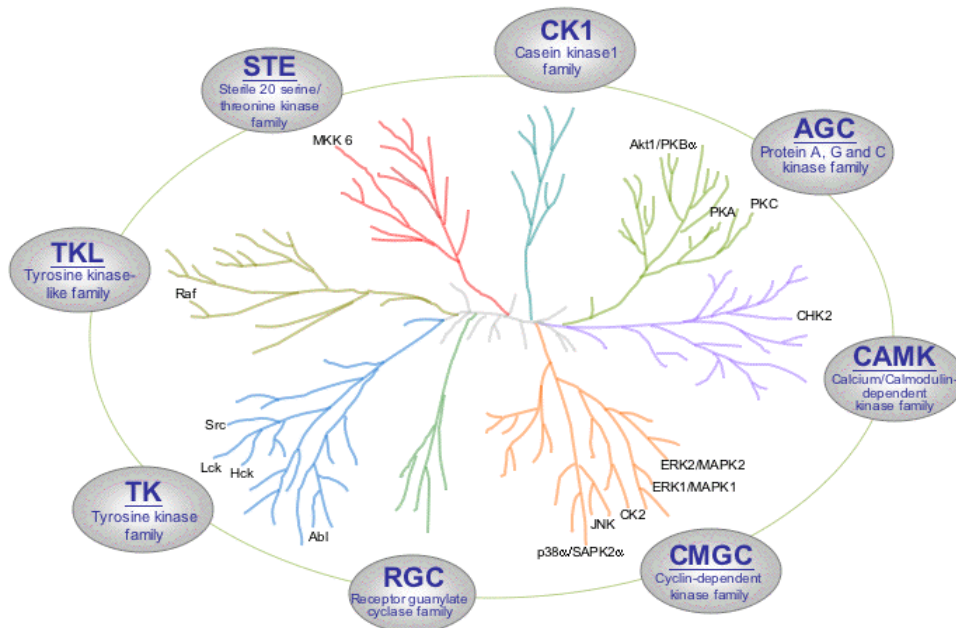 CK1
Casein kinase1
family
STE
Sterile 20 serine/
threonine kinase
family
AGC
Protein A, G and C
kinase family
MKK 6
Akt1/PKBα
PKA
PKC
TKL
Tyrosine kinase-
like family
Raf
CHK2
CAMK
Calcium/Calmodulin-
dependent
kinase family
Src
Lck
Hck
Abl
ERK2/MAPK2
ERK1/MAPK1
CK2
JNK
p38α/SAPK2α
TK
Tyrosine kinase
family
RGC
Receptor guanylate
cyclase family
CMGC
Cyclin-dependent
kinase family